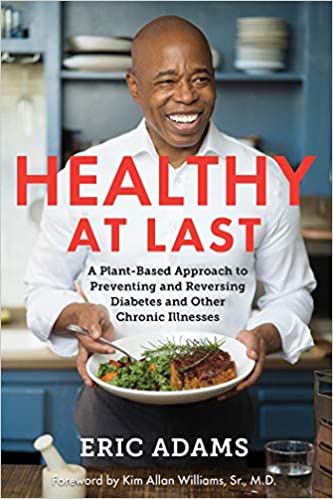 HEALTHY
AT LAST
A Plant-Based Approach to
Preventing and Reversing
Diabetes and Other
Chronic Illnesses
ERIC ADAMS
Foreword by Kim Allan Williams, Sr., M.D.